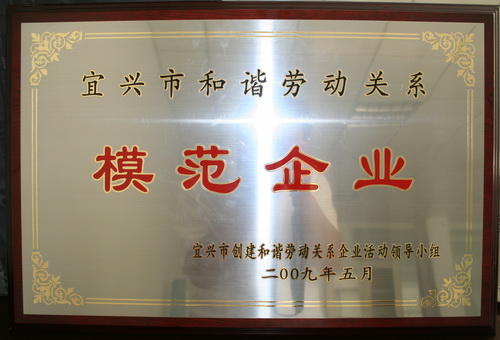 宜兴市和谐劳动关系
模范企业
宜兴市创建和谐劳动关系企业活动领导小组
二00九年五月